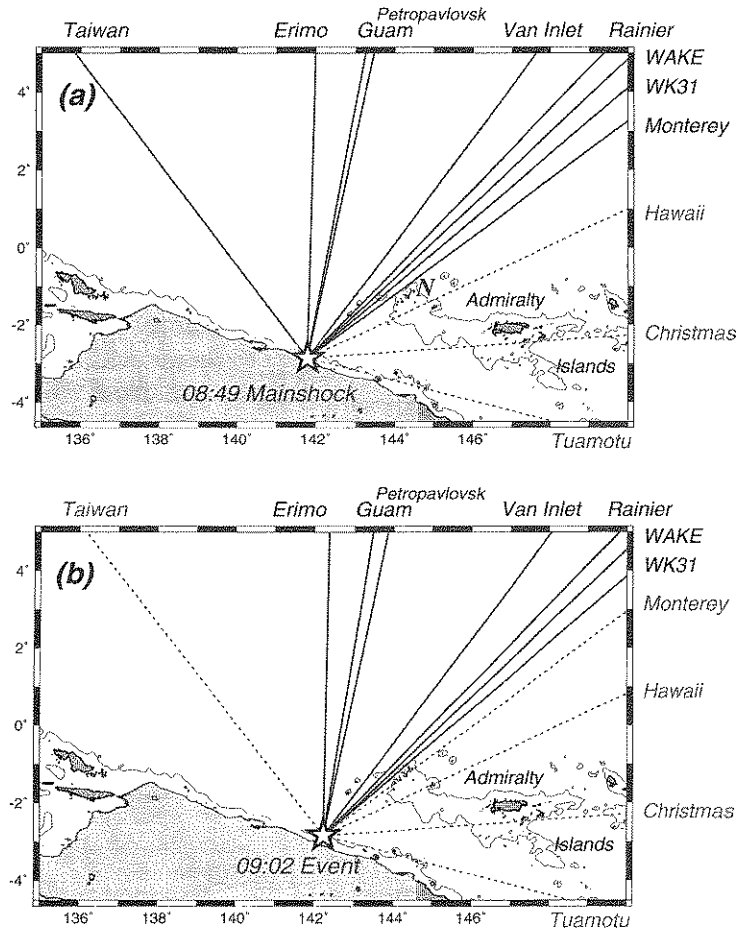 Petropavlovsk
Taiwan Erimo Guam Van Inlet Rainier
WAKE
(a)
4°
WK31
Monterey
2°
Hawaii
0°
N
Admiralty
-2°
Christmas
Islands
08:49 Mainshock
-4°
136° 138° 140° 142° 144° 146° Tuamotu
Petropavlovsk
Taiwan Erimo Guam Van Inlet Rainier
WAKE
(b)
4°
WK31
Monterey
2°
Hawaii
0°
Admiralty
-2°
Christmas
Islands
09:02 Event
-4°
136° 138° 140° 142° 144° 146° Tuamotu